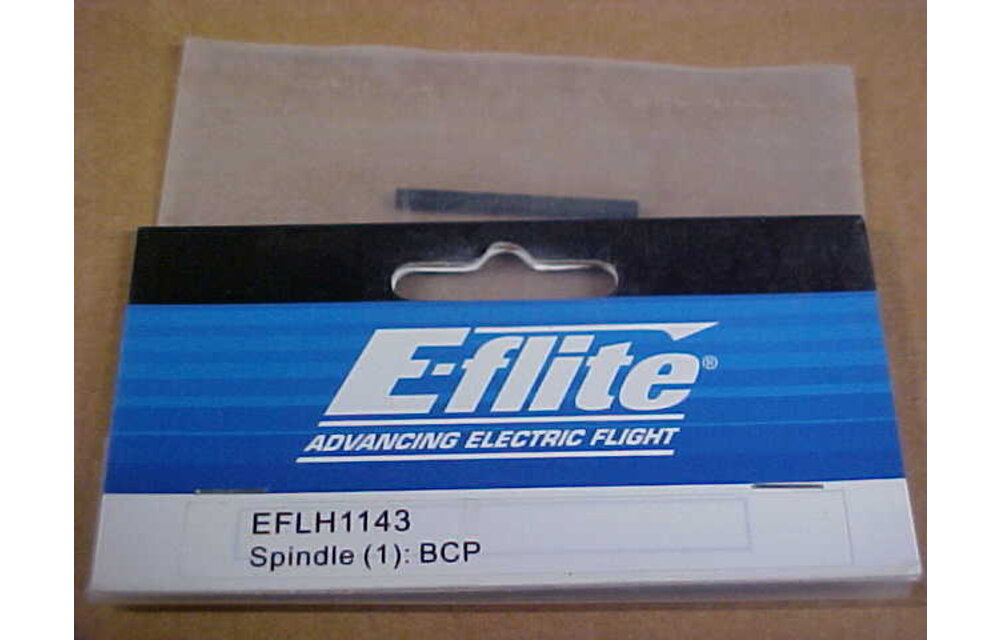 E-flite®
ADVANCING ELECTRIC FLIGHT
EFLH1143
Spindle (1): BCP